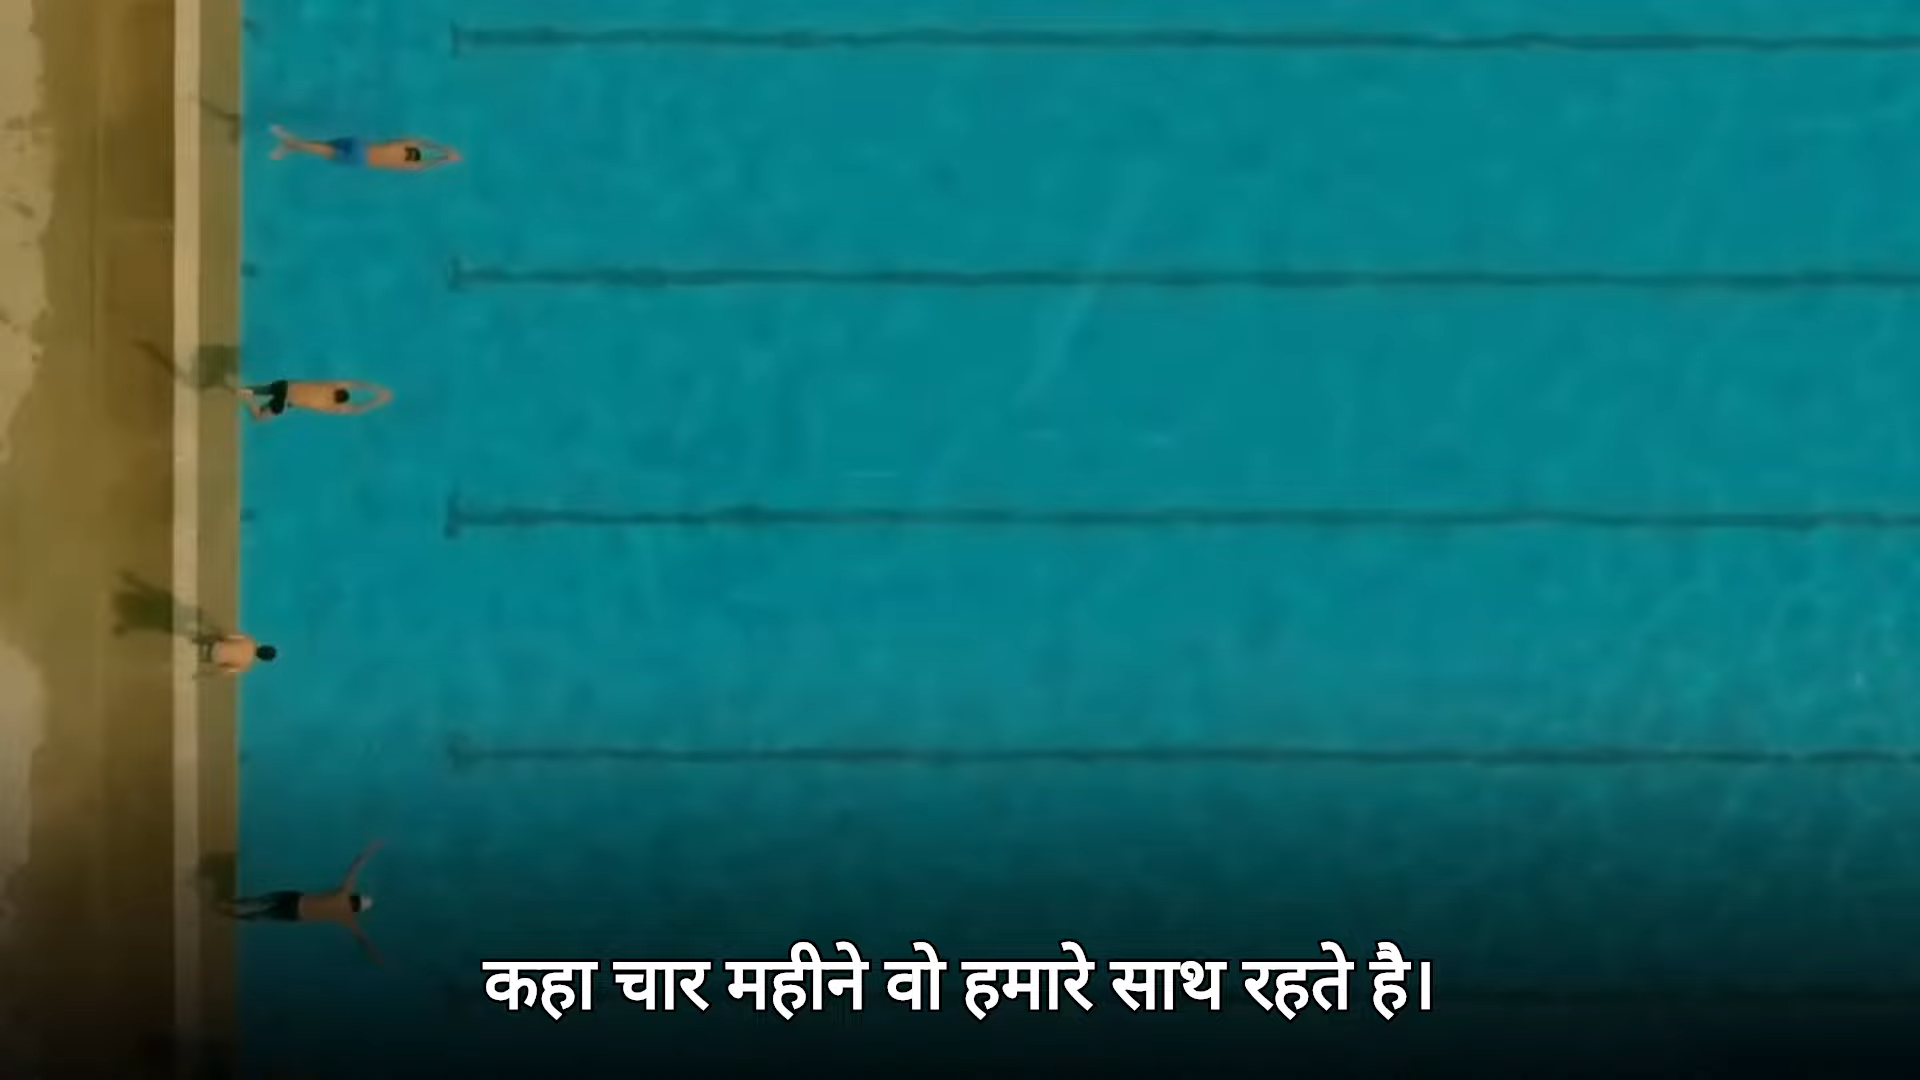 कहा चार महीने वो हमारे साथ रहते है।